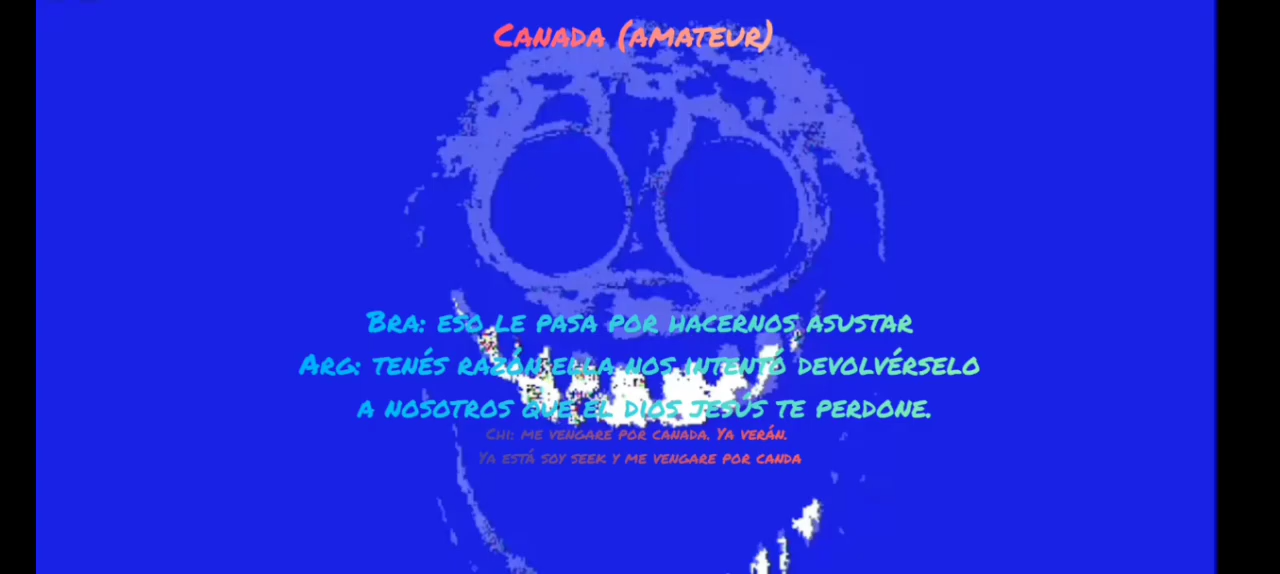 Canada (amateur)
Bra: eso le pasa por hacernos asustar
Arg: tenés razón ella nos intentó devolvérselo
a nosotros que el dios jesús te perdone.
Chi: me vengare por canada. Ya verán.
Ya está soy seek y me vengare por canda